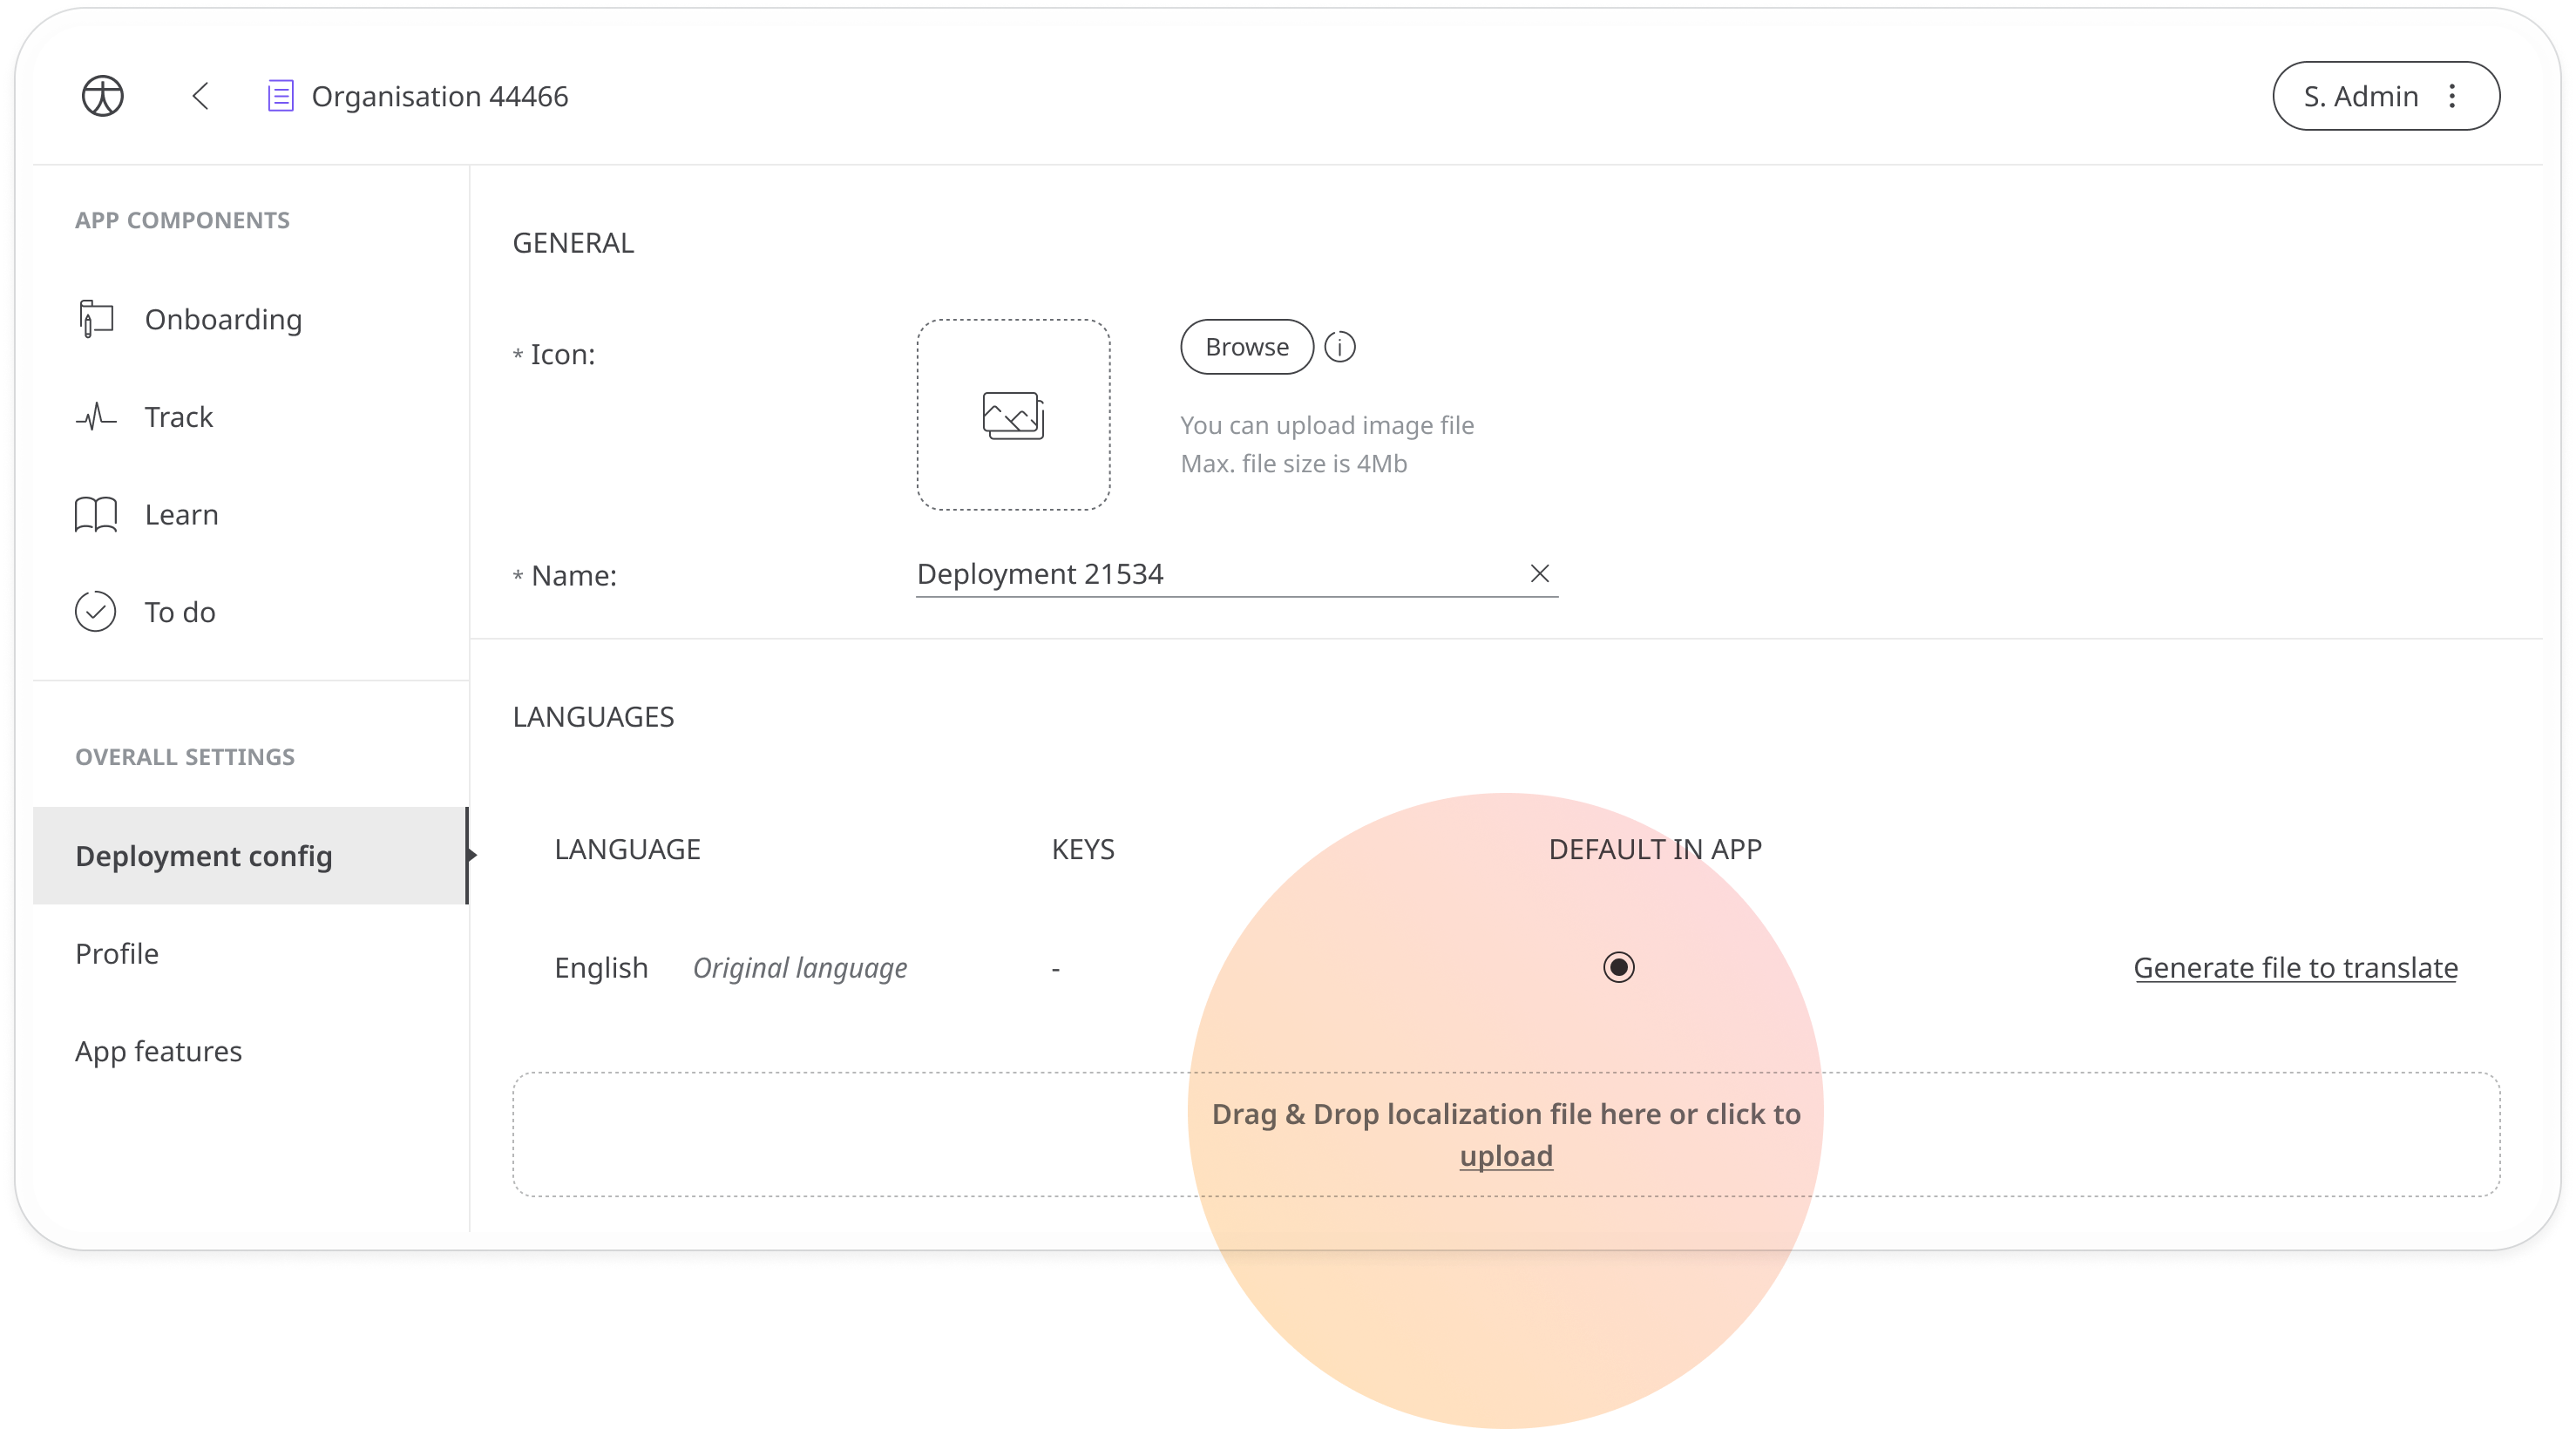 Organisation 44466
S. Admin
APP COMPONENTS
Onboarding
Track
Learn
To do
OVERALL SETTINGS
Deployment config
Profile
App features
GENERAL
* Icon:
Browse
You can upload image file
Max. file size is 4Mb
* Name:
Deployment 21534
LANGUAGES
LANGUAGE KEYS DEFAULT IN APP
English Original language - Generate file to translate
Drag & Drop localization file here or click to
upload